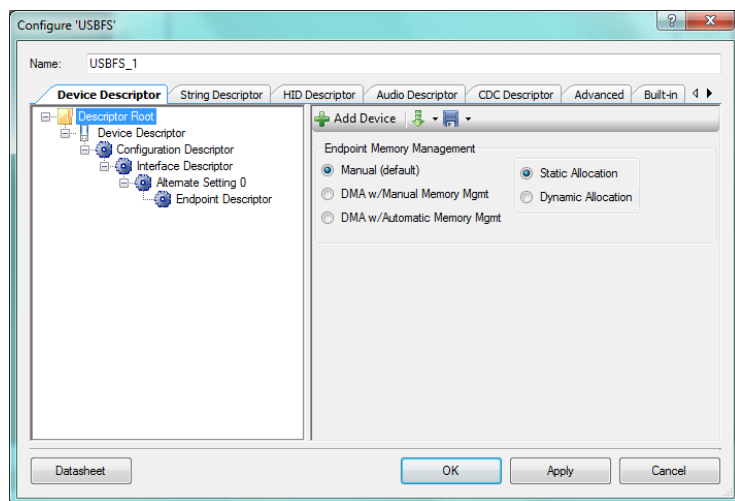 Configure 'USBFS'
Name: USBFS_1
Device Descriptor String Descriptor HID Descriptor Audio Descriptor CDC Descriptor Advanced Built-in
Descriptor Root
Device Descriptor
Configuration Descriptor
Interface Descriptor
Alternate Setting 0
Endpoint Descriptor
Add Device
Endpoint Memory Management
Manual (default)
DMA w/Manual Memory Mgmt
DMA w/Automatic Memory Mgmt
Static Allocation
Dynamic Allocation
Datasheet OK Apply Cancel